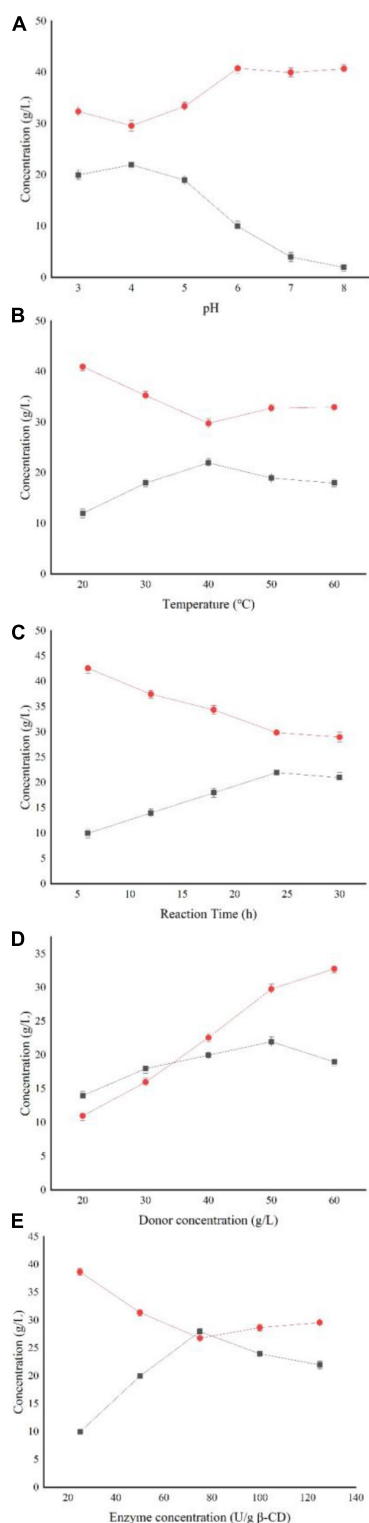 A
Concentration (g/L)
50
40
30
20
10
0
3 4 5 6 7 8
pH
B
Concentration (g/L)
50
40
30
20
10
0
20 30 40 50 60
Temperature (℃)
C
Concentration (g/L)
50
45
40
35
30
25
20
15
10
5
0
5 10 15 20 25 30
Reaction Time (h)
D
Concentration (g/L)
35
30
25
20
15
10
5
0
20 30 40 50 60
Donor concentration (g/L)
E
Concentration (g/L)
45
40
35
30
25
20
15
10
5
0
20 40 60 80 100 120 140
Enzyme concentration (U/g β-CD)